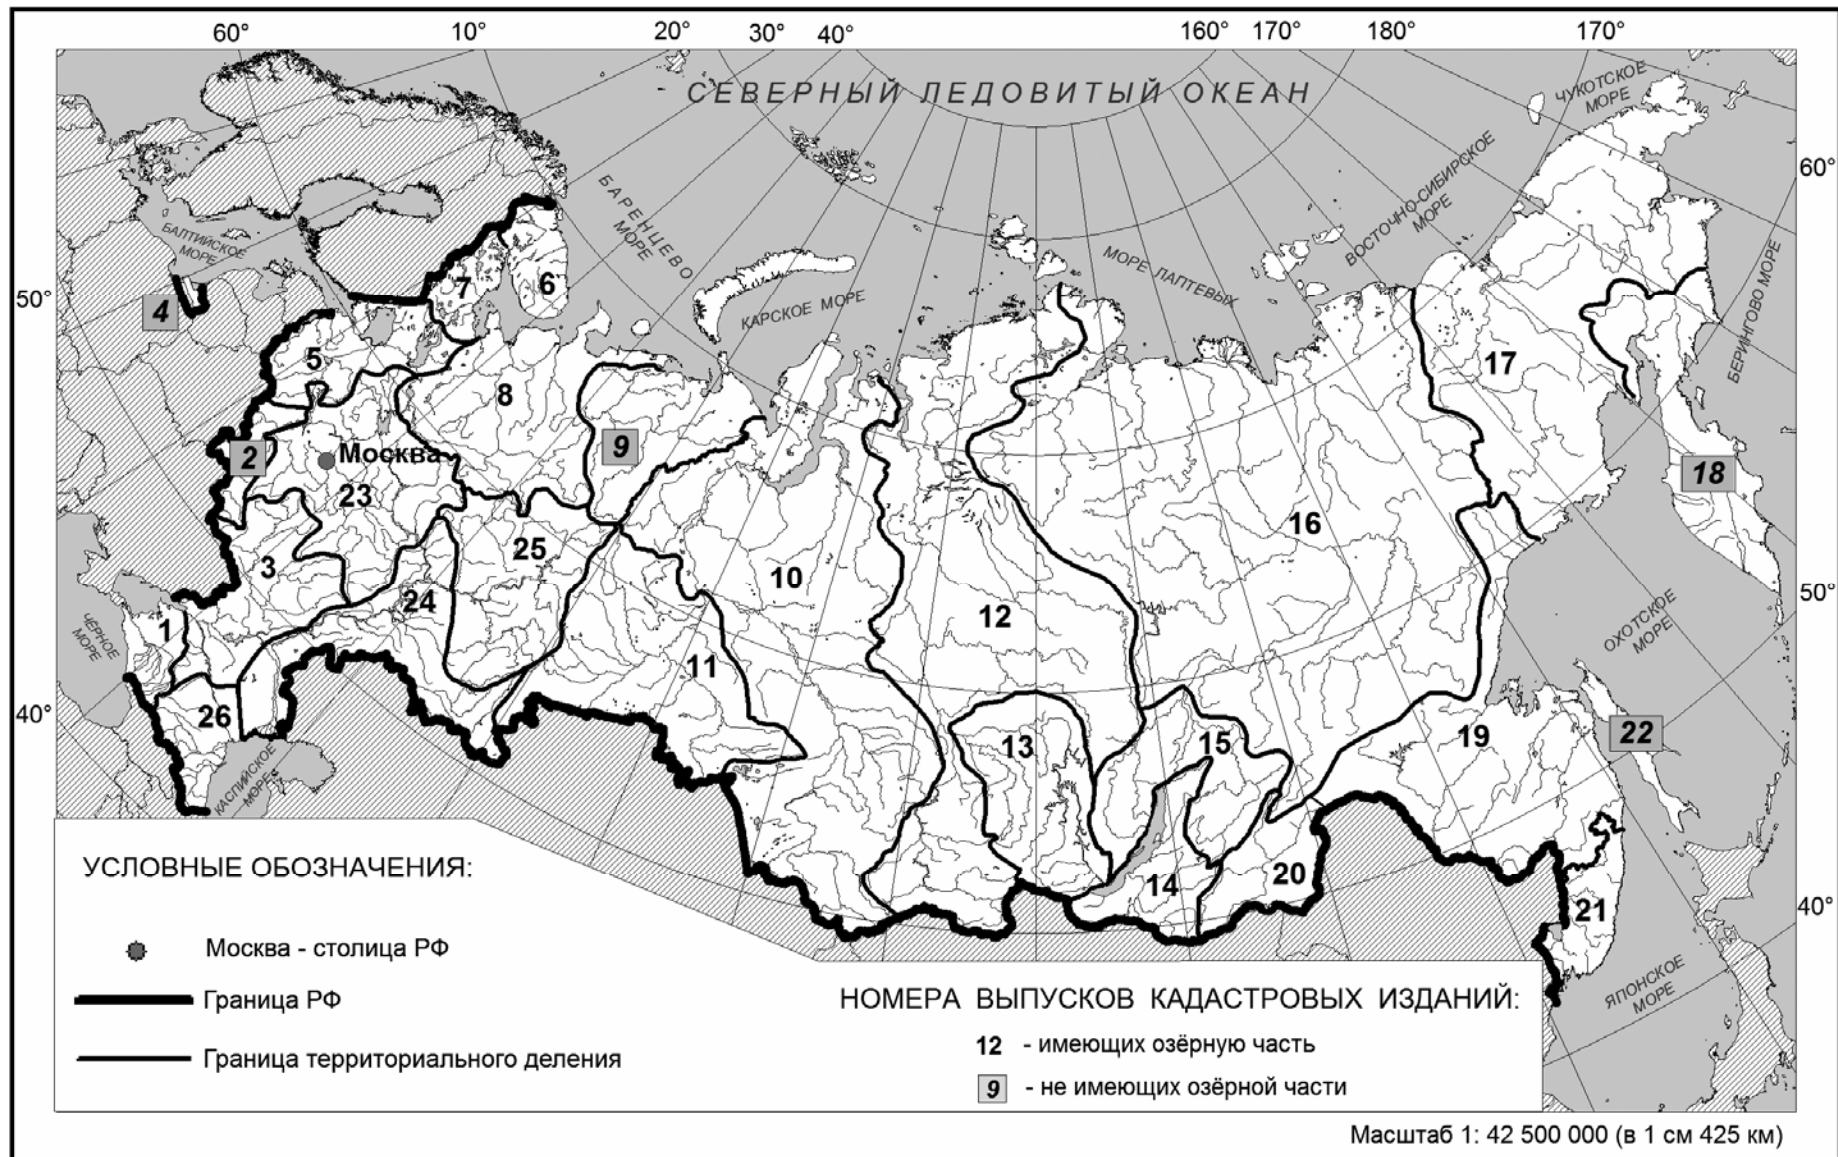 60° 10° 20° 30° 40° 160° 170° 180° 170°
СЕВЕРНЫЙ ЛЕДОВИТЫЙ ОКЕАН
ЧУКОТСКОЕ
МОРЕ
60°
ВОСТОЧНО-СИБИРСКОЕ
МОРЕ
БАРЕНЦЕВО
МОРЕ
БАЛТИЙСКОЕ
МОРЕ
МОРЕ ЛАПТЕВЫХ
КАРСКОЕ МОРЕ
БЕРИНГОВО МОРЕ
50°
4
7
6
5
17
8
9
2
Москва
18
23
16
25
3
10
50°
24
12
1
ЧЁРНОЕ
МОРЕ
ОХОТСКОЕ
МОРЕ
11
40°
26
13
15
19
22
КАСПИЙСКОЕ
МОРЕ
14
20
21
40°
ЯПОНСКОЕ
МОРЕ
УСЛОВНЫЕ ОБОЗНАЧЕНИЯ:
Москва - столица РФ
Граница РФ
Граница территориального деления
НОМЕРА ВЫПУСКОВ КАДАСТРОВЫХ ИЗДАНИЙ:
12 - имеющих озёрную часть
9 - не имеющих озёрной части
Масштаб 1: 42 500 000 (в 1 см 425 км)